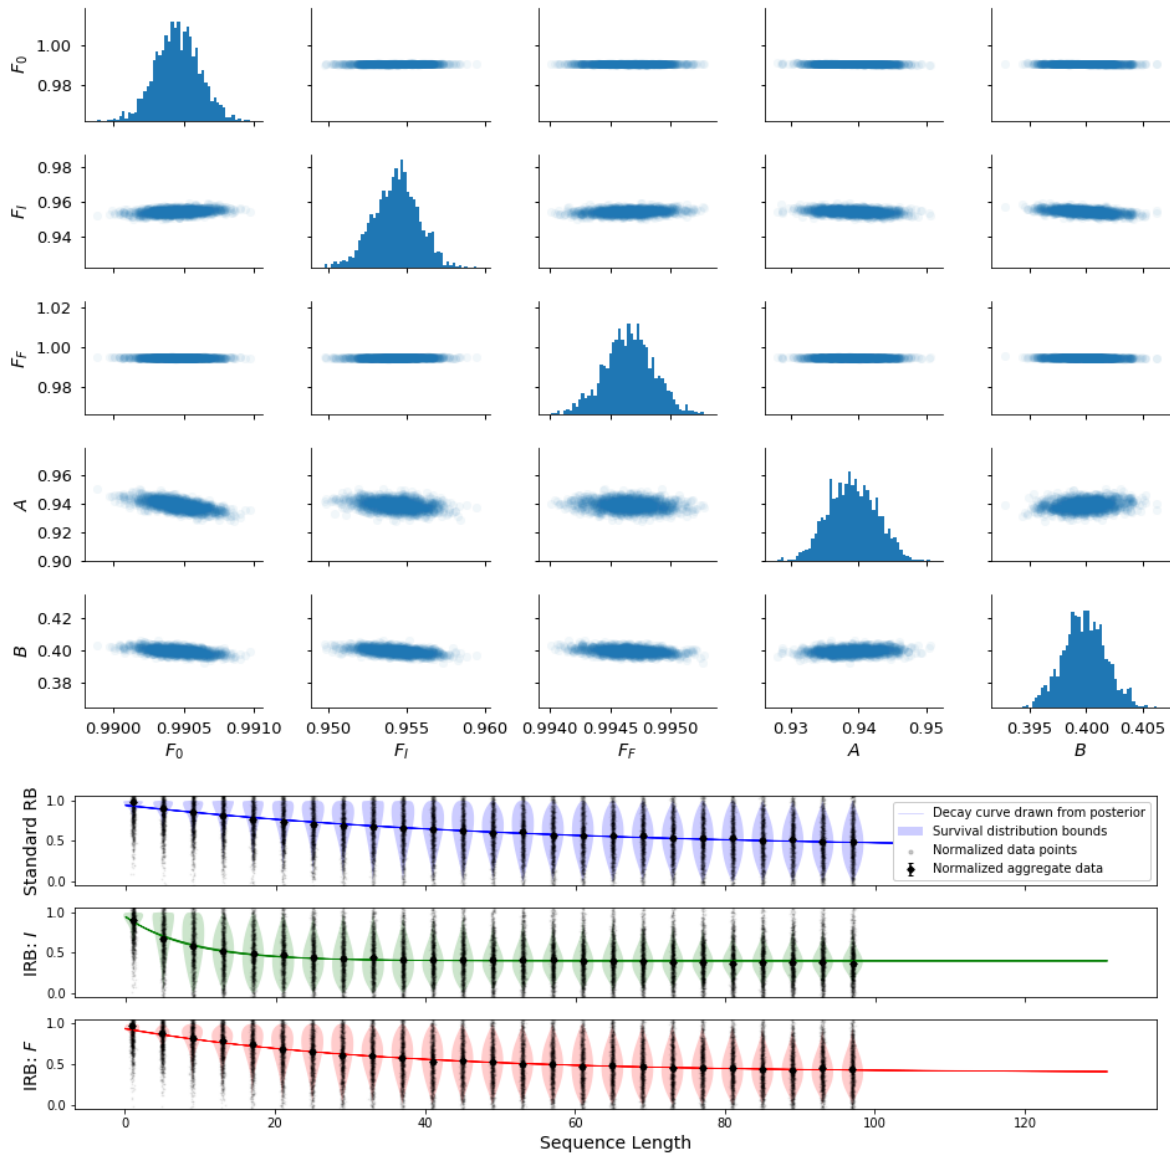 F0
1.00
0.98
FI
0.98
0.96
0.94
FF
1.02
1.00
0.98
A
0.96
0.94
0.92
0.90
B
0.42
0.40
0.38
0.9900 0.9905 0.9910 0.950 0.955 0.960 0.9940 0.9945 0.9950 0.93 0.94 0.95 0.395 0.400 0.405
F0 FI FF A B
Standard RB
1.0
0.5
0.0
Decay curve drawn from posterior
Survival distribution bounds
Normalized data points
Normalized aggregate data
IRB: I
1.0
0.5
0.0
IRB: F
1.0
0.5
0.0
0 20 40 60 80 100 120
Sequence Length